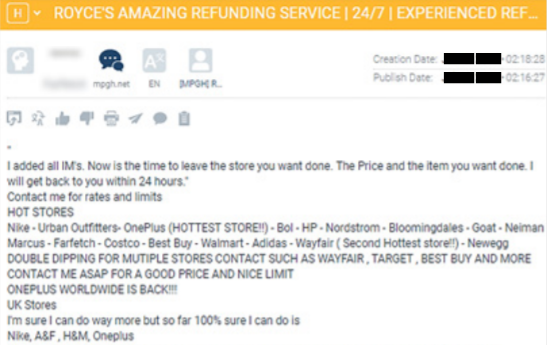 H ROYCE'S AMAZING REFUNDING SERVICE | 24/7 | EXPERIENCED REF...
mpgh.net EN [MPGH] R...
Creation Date: 02:18:28
Publish Date: 02:16:27
"
I added all IM's. Now is the time to leave the store you want done. The Price and the item you want done. I
will get back to you within 24 hours."
Contact me for rates and limits
HOT STORES
Nike - Urban Outfitters- OnePlus (HOTTEST STORE!!) - Bol - HP - Nordstrom - Bloomingdales - Goat - Neiman
Marcus - Farfetch - Costco - Best Buy - Walmart - Adidas - Wayfair ( Second Hottest store!!) - Newegg
DOUBLE DIPPING FOR MUTIPLE STORES CONTACT SUCH AS WAYFAIR , TARGET , BEST BUY AND MORE
CONTACT ME ASAP FOR A GOOD PRICE AND NICE LIMIT
ONEPLUS WORLDWIDE IS BACK!!!
UK Stores
I'm sure I can do way more but so far 100% sure I can do is
Nike, A&F , H&M, Oneplus